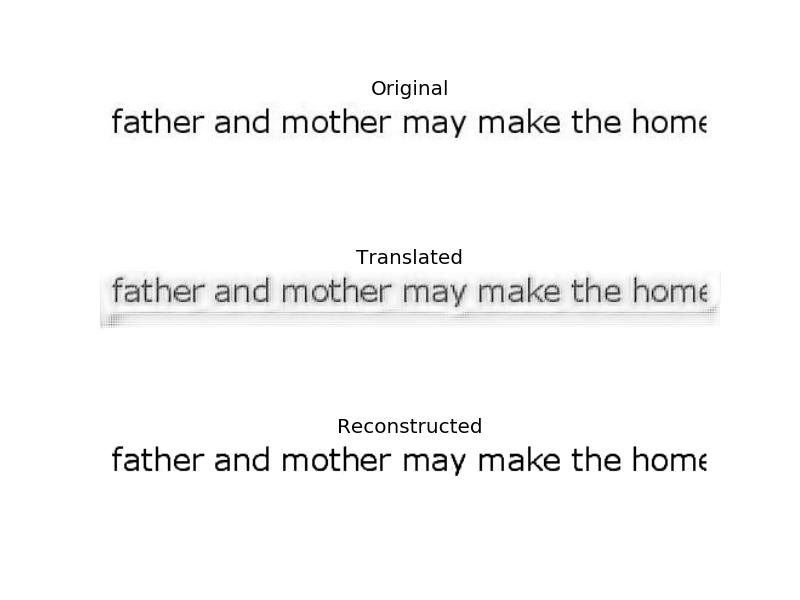 Original
father and mother may make the home
Translated
father and mother may make the home
Reconstructed
father and mother may make the home